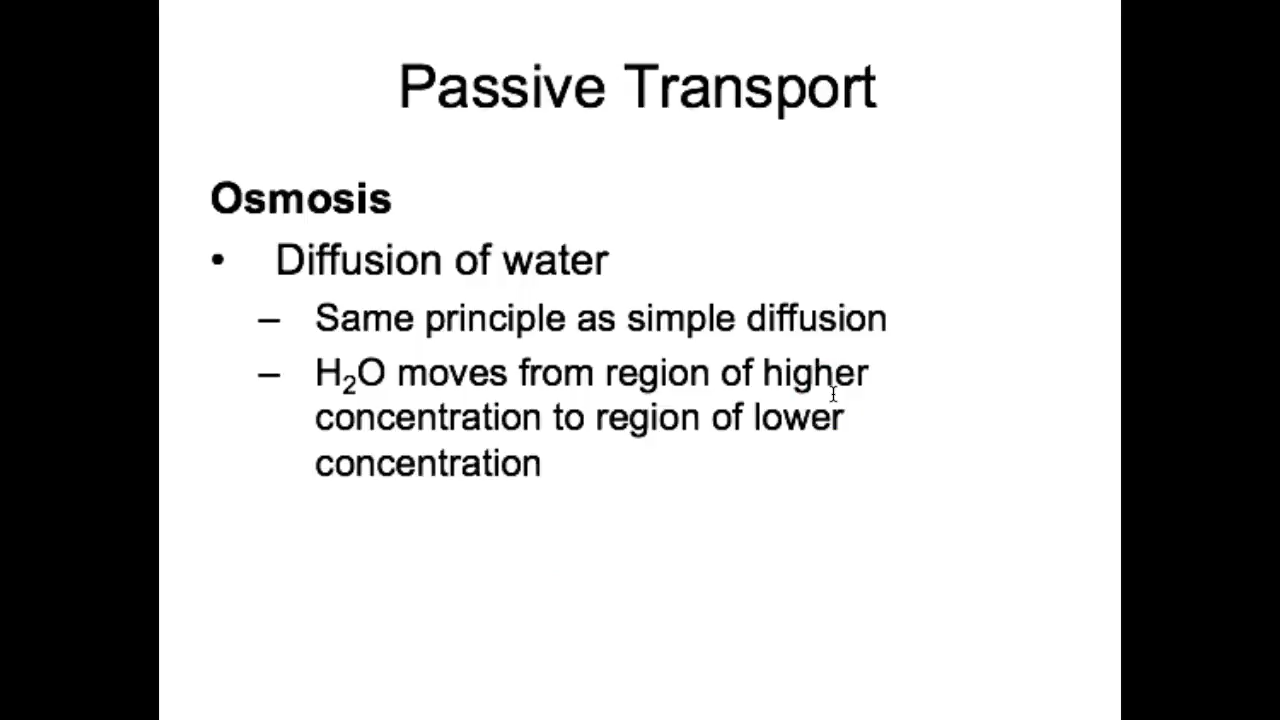 Passive Transport
Osmosis
• Diffusion of water
– Same principle as simple diffusion
– H₂O moves from region of higher
concentration to region of lower
concentration